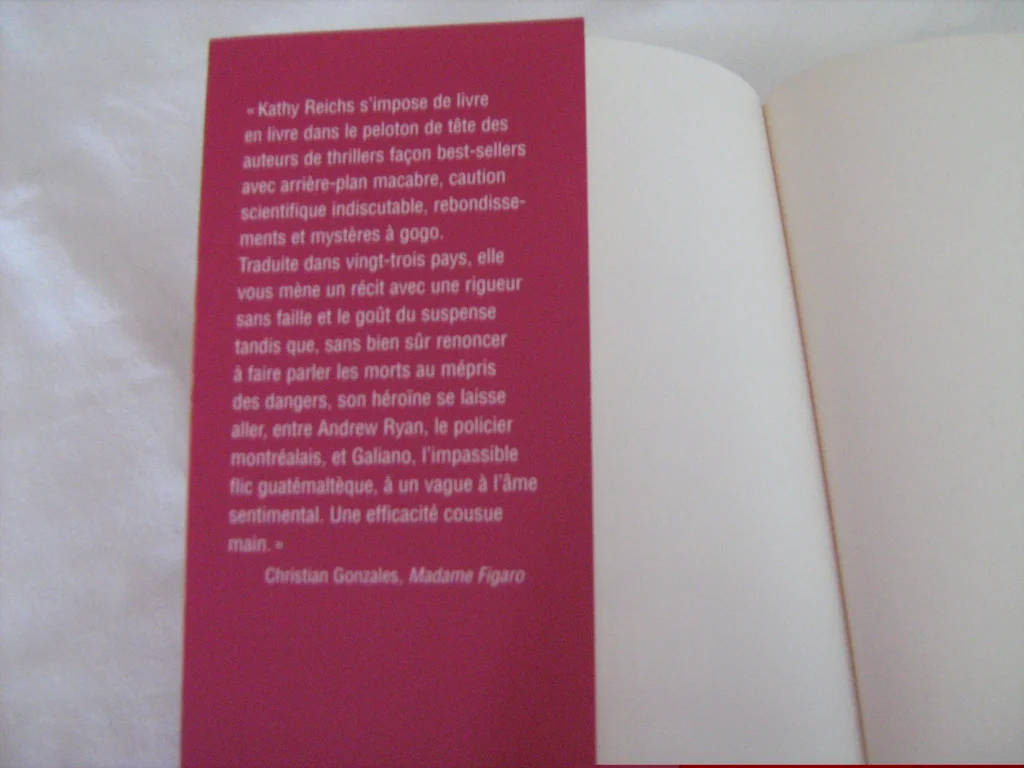 « Kathy Reichs s'impose de livre
en livre dans le peloton de tête des
auteurs de thrillers façon best-sellers
avec arrière-plan macabre, caution
scientifique indiscutable, rebondisse-
ments et mystères à gogo.
Traduite dans vingt-trois pays, elle
vous mène un récit avec une rigueur
sans faille et le goût du suspense
tandis que, sans bien sûr renoncer
à faire parler les morts au mépris
des dangers, son héroïne se laisse
aller, entre Andrew Ryan, le policier
montréalais, et Galiano, l'impassible
flic guatémaltèque, à un vague à l'âme
sentimental. Une efficacité cousue
main. »
Christian Gonzales, Madame Figaro